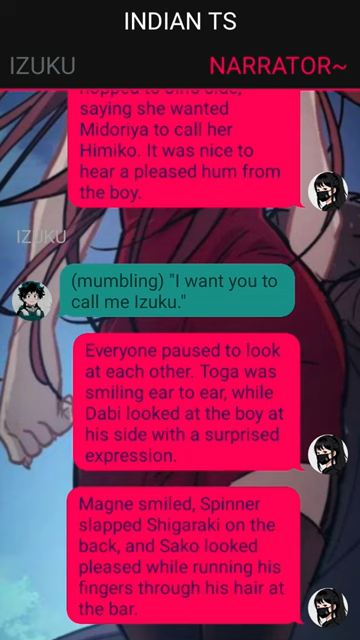 INDIAN TS
IZUKU
NARRATOR~
hopped to Jin's side,
saying she wanted
Midoriya to call her
Himiko. It was nice to
hear a pleased hum from
the boy.
IZUKU
(mumbling) "I want you to
call me Izuku."
Everyone paused to look
at each other. Toga was
smiling ear to ear, while
Dabi looked at the boy at
his side with a surprised
expression.
Magne smiled, Spinner
slapped Shigaraki on the
back, and Sako looked
pleased while running his
fingers through his hair at
the bar.